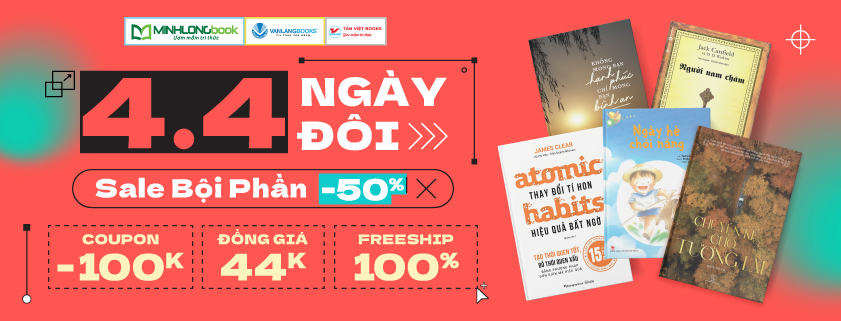 MINHLONGbook
Ươm mầm tri thức
VANLANGBOOKS
TÂN VIỆT BOOKS
4.4
NGÀY
ĐÔI
Sale Bội Phần -50%
COUPON
-100K
ĐỒNG GIÁ
44K
FREESHIP
100%
KHÔNG
MONG BẠN
hạnh phúc
CHỈ MONG
BẠN
bình an
Jack Canfield
Người nam châm
JAMES CLEAR
atomic
THAY ĐỔI TÍ HON
habits
HIỆU QUẢ BẤT NGỜ
TẠO THÓI QUEN TỐT,
BỎ THÓI QUEN XẤU
15
Ngày hè
chói nắng
CHUYỆN KỂ
CHO
TƯƠNG LAI